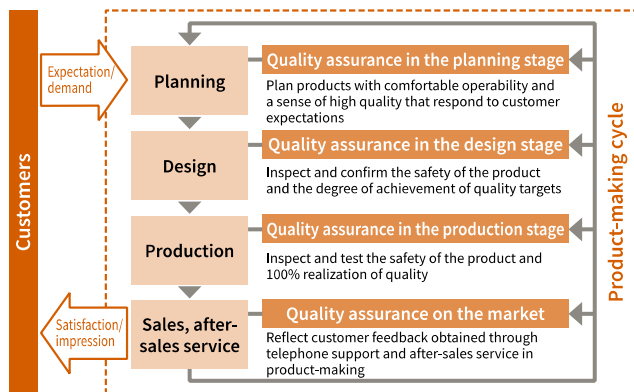 Customers
Expectation/
demand
Planning
Quality assurance in the planning stage
Plan products with comfortable operability and
a sense of high quality that respond to customer
expectations
Design
Quality assurance in the design stage
Inspect and confirm the safety of the product
and the degree of achievement of quality targets
Production
Quality assurance in the production stage
Inspect and test the safety of the product and
100% realization of quality
Satisfaction/
impression
Sales, after-
sales service
Quality assurance on the market
Reflect customer feedback obtained through
telephone support and after-sales service in
product-making
Product-making cycle